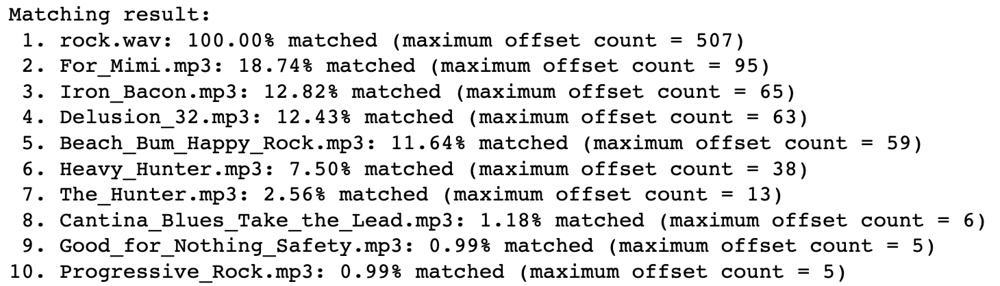 Matching result:
1. rock.wav: 100.00% matched (maximum offset count = 507)
2. For_Mimi.mp3: 18.74% matched (maximum offset count = 95)
3. Iron_Bacon.mp3: 12.82% matched (maximum offset count = 65)
4. Delusion_32.mp3: 12.43% matched (maximum offset count = 63)
5. Beach_Bum_Happy_Rock.mp3: 11.64% matched (maximum offset count = 59)
6. Heavy_Hunter.mp3: 7.50% matched (maximum offset count = 38)
7. The_Hunter.mp3: 2.56% matched (maximum offset count = 13)
8. Cantina_Blues_Take_the_Lead.mp3: 1.18% matched (maximum offset count = 6)
9. Good_for_Nothing_Safety.mp3: 0.99% matched (maximum offset count = 5)
10. Progressive_Rock.mp3: 0.99% matched (maximum offset count = 5)